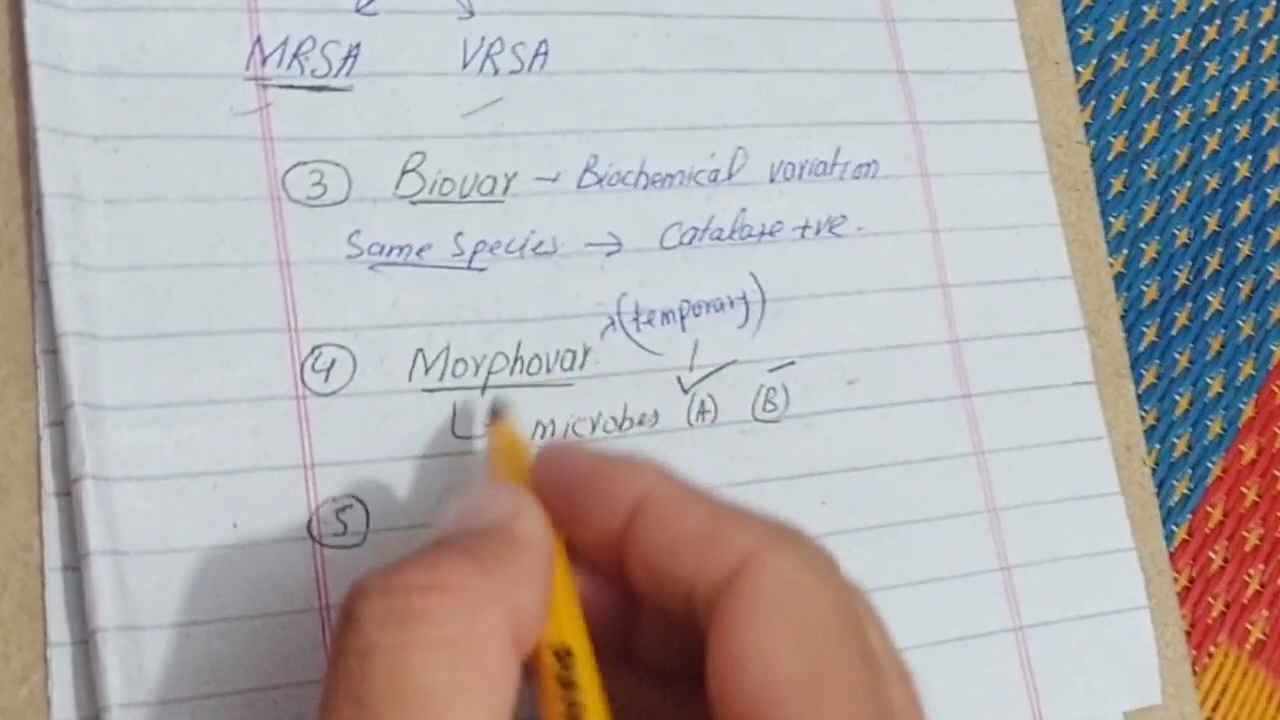 MRSA VRSA
③ Biovar → Biochemical variation
Same Species → Catalase +ve.
(temporary)
④ Morphovar
microbes (A) (B)
⑤